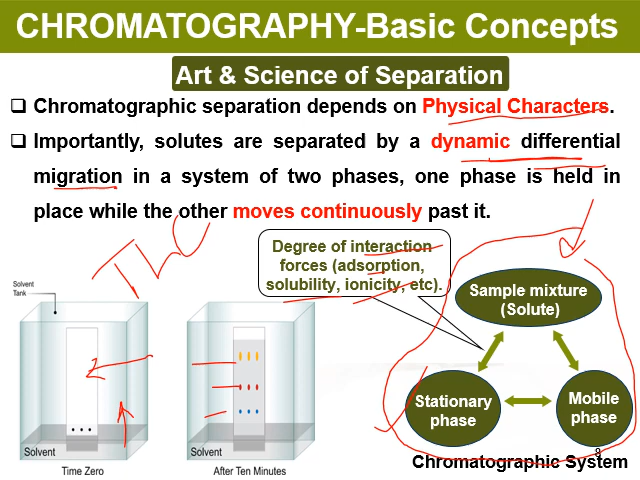 CHROMATOGRAPHY-Basic Concepts
Art & Science of Separation
❑ Chromatographic separation depends on Physical Characters.
❑ Importantly, solutes are separated by a dynamic differential
migration in a system of two phases, one phase is held in
place while the other moves continuously past it.
TLC
Degree of interaction
forces (adsorption,
solubility, ionicity, etc).
Solvent
Tank
Solvent
Time Zero
Solvent
After Ten Minutes
Sample mixture
(Solute)
Stationary
phase
Mobile
phase
Chromatographic System